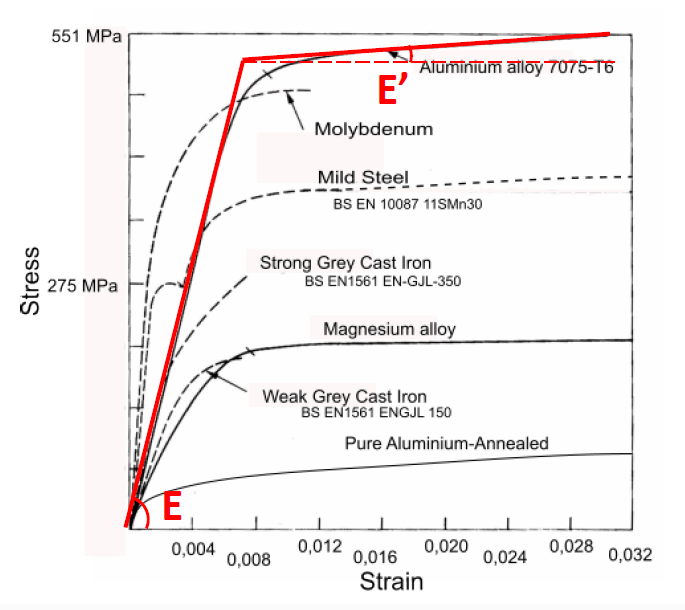 551 MPa
Aluminium alloy 7075-T6
E’
Molybdenum
Mild Steel
BS EN 10087 11SMn30
Strong Grey Cast Iron
BS EN1561 EN-GJL-350
275 MPa
Stress
Magnesium alloy
Weak Grey Cast Iron
BS EN1561 ENGJL 150
Pure Aluminium-Annealed
E
0,004
0,008
0,012
0,016
0,020
0,024
0,028
0,032
Strain